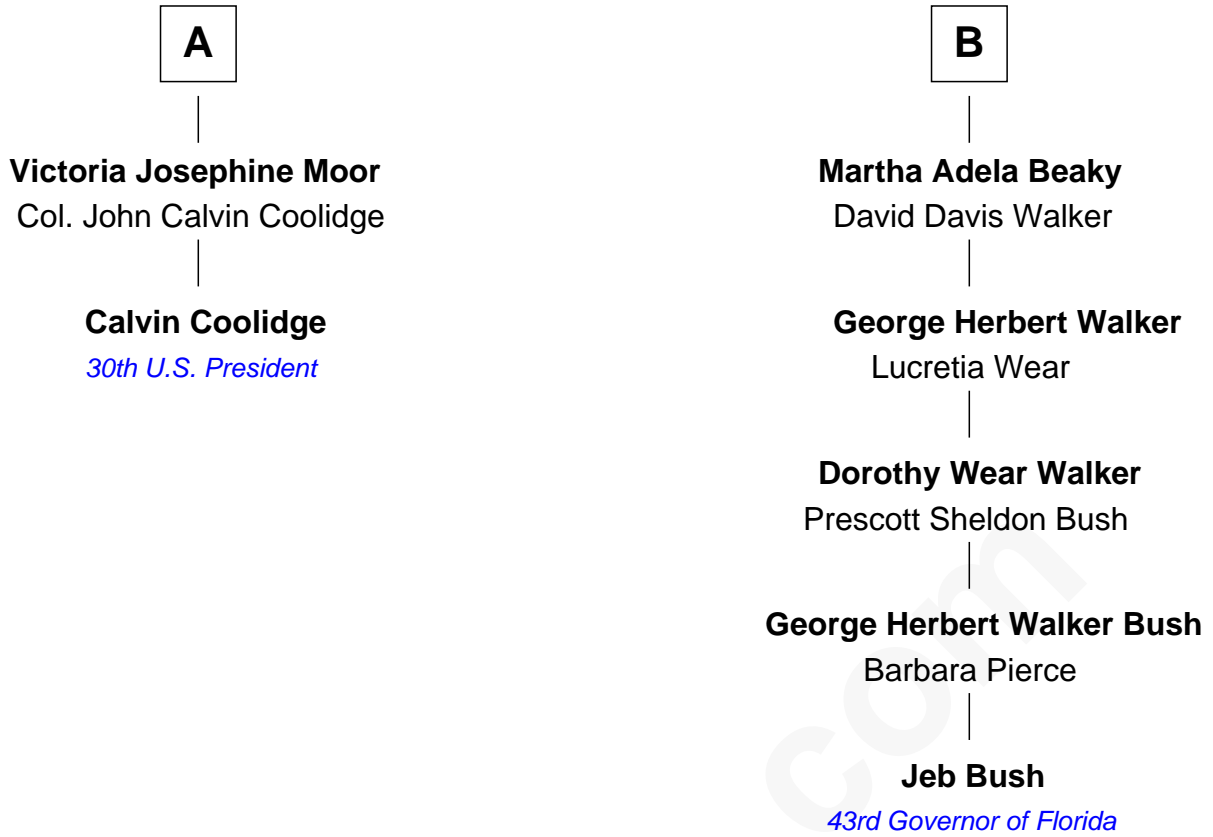 A
Victoria Josephine Moor
Col. John Calvin Coolidge
Calvin Coolidge
30th U.S. President
B
Martha Adela Beaky
David Davis Walker
George Herbert Walker
Lucretia Wear
Dorothy Wear Walker
Prescott Sheldon Bush
George Herbert Walker Bush
Barbara Pierce
Jeb Bush
43rd Governor of Florida
com